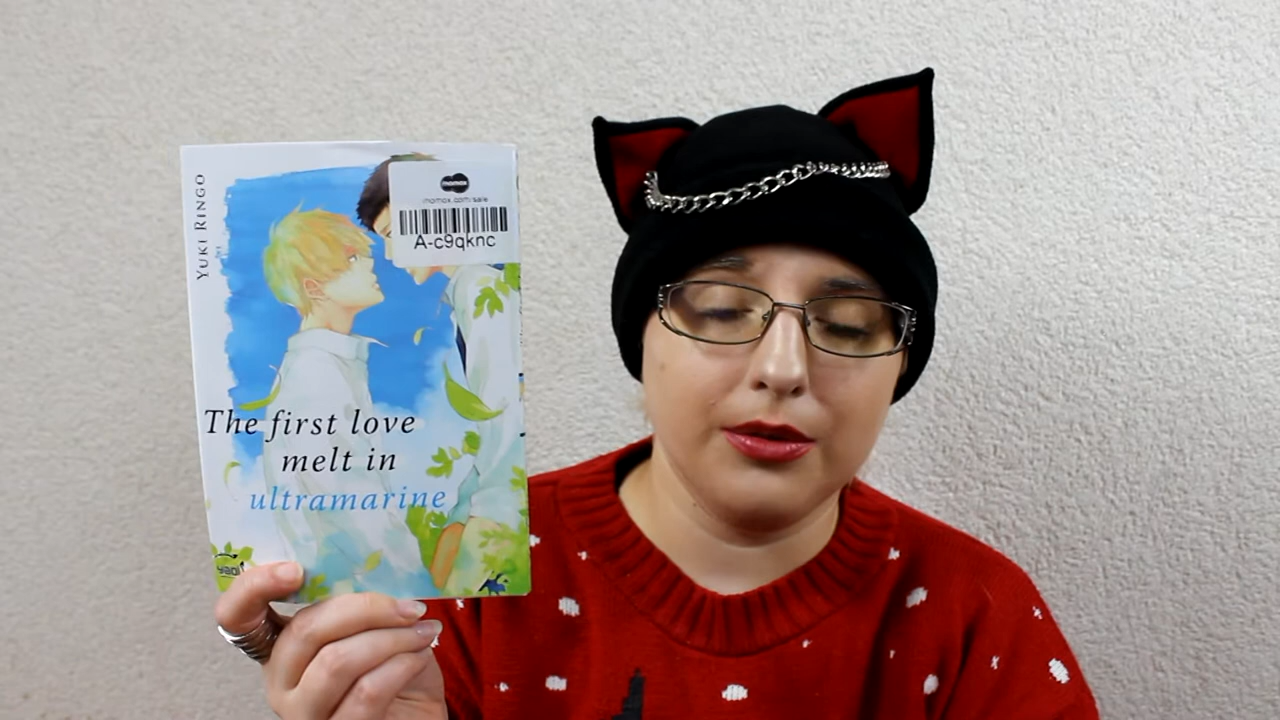 YUKI RINGO
momox
momox.com/sale
A-c9qknc
The first love
melt in
ultramarine
yaoi